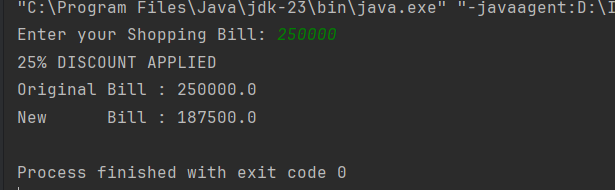 "C:\Program Files\Java\jdk-23\bin\java.exe" "-javaagent:D:\I
Enter your Shopping Bill: 250000
25% DISCOUNT APPLIED
Original Bill : 250000.0
New      Bill : 187500.0
Process finished with exit code 0